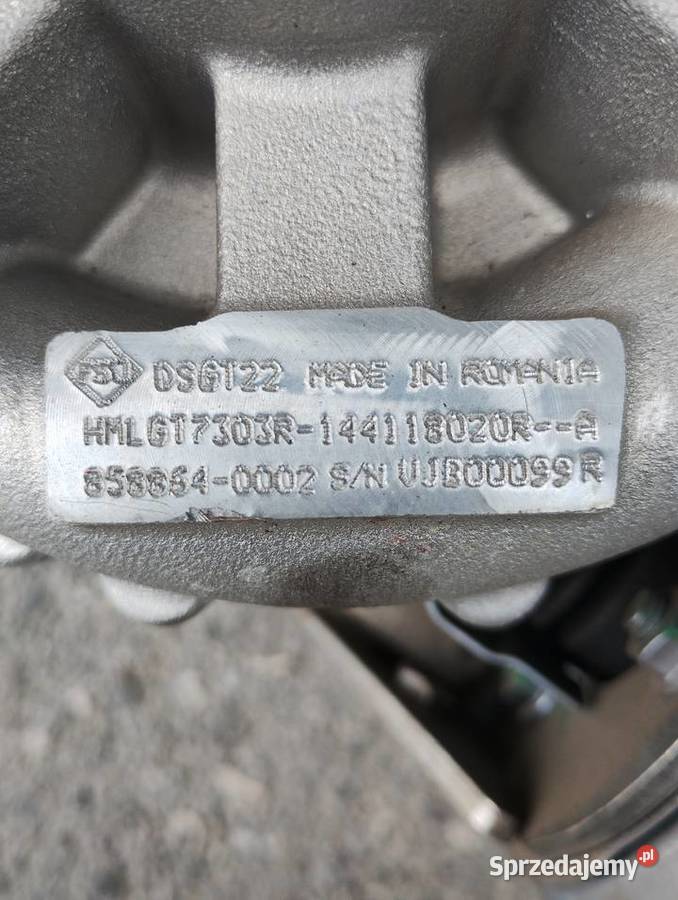 DSGT22 MADE IN ROMANIA
HMLGT7303R-144118020R--A
858864-0002 S/N VJB00099R
Sprzedajemy.pl